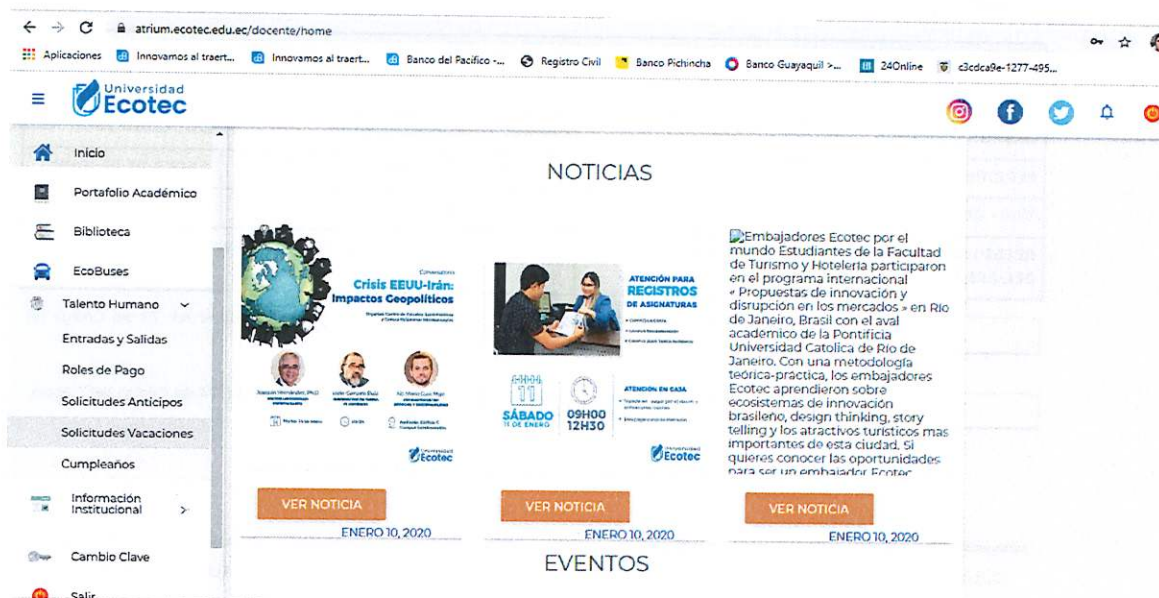 atrium.ecotec.edu.ec/docente/home
Aplicaciones
Innovamos al traert...
Innovamos al traert...
Banco del Pacifico -...
Registro Civil
Banco Pichincha
Banco Guayaquil >...
24Online
c3cdca9e-1277-495...
Universidad
Ecotec
Inicio
Portafolio Académico
Biblioteca
EcoBuses
Talento Humano
Entradas y Salidas
Roles de Pago
Solicitudes Anticipos
Solicitudes Vacaciones
Cumpleaños
Información
Institucional
Cambio Clave
Salir
NOTICIAS
Conversatorio
Crisis EEUU-Irán:
Impactos Geopolíticos
Universidad
Ecotec
VER NOTICIA
ENERO 10, 2020
ATENCIÓN PARA
REGISTROS
DE ASIGNATURAS
11
SÁBADO
11 DE ENERO
09H00
12H30
ATENCIÓN EN CASA
Universidad
Ecotec
VER NOTICIA
ENERO 10, 2020
Embajadores Ecotec por el
mundo Estudiantes de la Facultad
de Turismo y Hotelería participaron
en el programa internacional
« Propuestas de innovación y
disrupción en los mercados » en Río
de Janeiro, Brasil con el aval
academico de la Pontificia
Universidad Catolica de Rio de
Janeiro. Con una metodología
teórica-práctica, los embajadores
Ecotec aprendieron sobre
ecosistemas de innovación
brasileño, design thinking, story
telling y los atractivos turísticos mas
importantes de esta ciudad. Si
quieres conocer las oportunidades
para ser un embajador Ecotec
VER NOTICIA
ENERO 10, 2020
EVENTOS